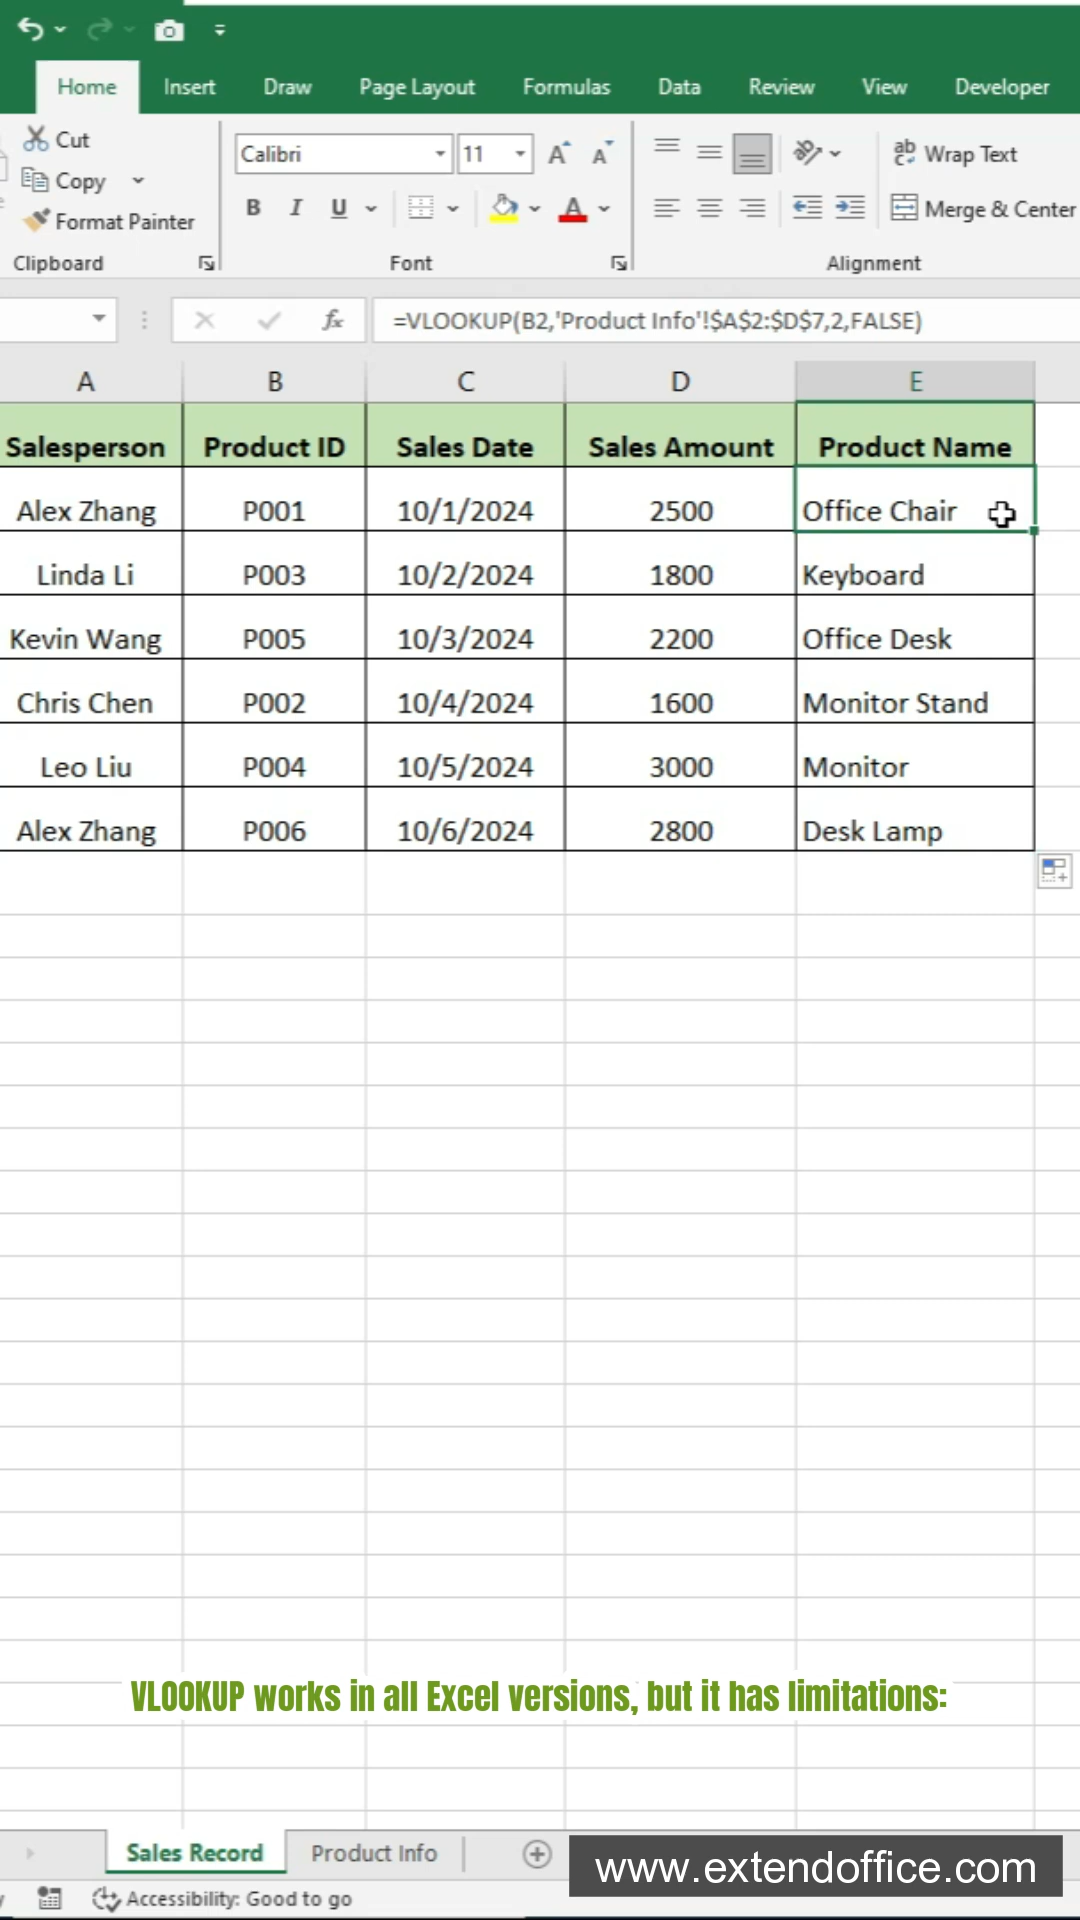 Home Insert Draw Page Layout Formulas Data Review View Developer
Cut
Copy
Format Painter
Clipboard
Calibri 11
B I U
Font
Wrap Text
Merge & Center
Alignment
fx =VLOOKUP(B2,'Product Info'!$A$2:$D$7,2,FALSE)
A B C D E
Salesperson Product ID Sales Date Sales Amount Product Name
Alex Zhang P001 10/1/2024 2500 Office Chair
Linda Li P003 10/2/2024 1800 Keyboard
Kevin Wang P005 10/3/2024 2200 Office Desk
Chris Chen P002 10/4/2024 1600 Monitor Stand
Leo Liu P004 10/5/2024 3000 Monitor
Alex Zhang P006 10/6/2024 2800 Desk Lamp
VLOOKUP works in all Excel versions, but it has limitations:
Sales Record Product Info
www.extendoffice.com
Accessibility: Good to go